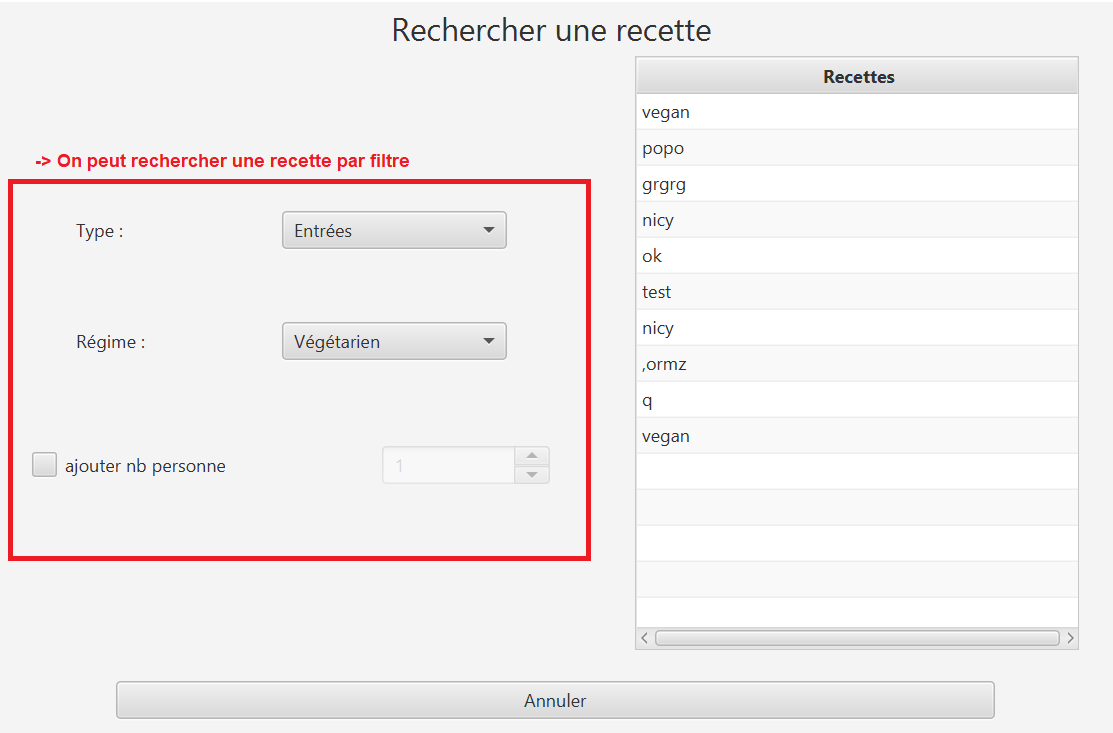 Rechercher une recette
-> On peut rechercher une recette par filtre
Type :
Entrées
Régime :
Végétarien
ajouter nb personne
1
Recettes
vegan
popo
grgrg
nicy
ok
test
nicy
,ormz
q
vegan
Annuler